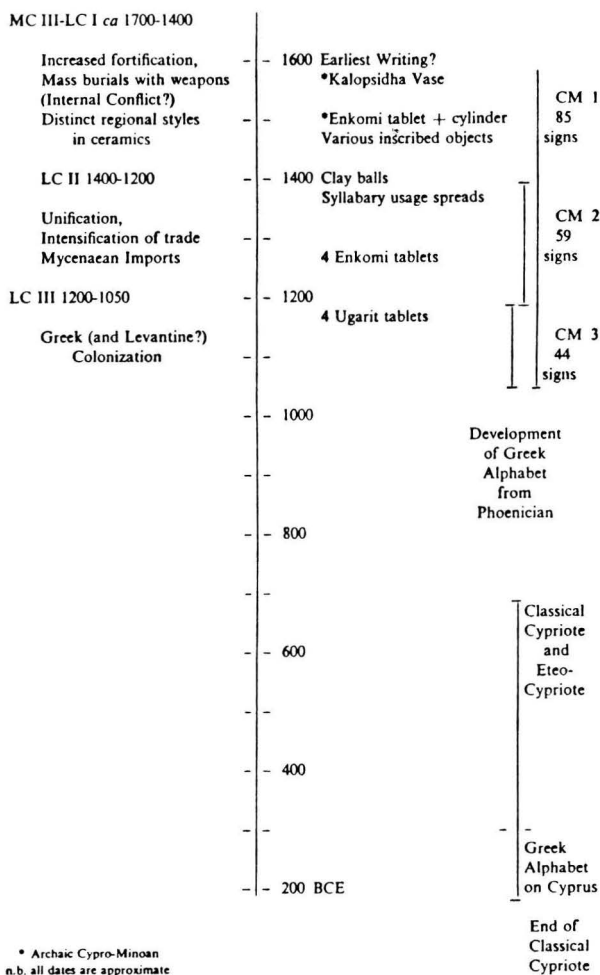 MC III-LC I ca 1700-1400
Increased fortification,
Mass burials with weapons
(Internal Conflict?)
Distinct regional styles
in ceramics
LC II 1400-1200
Unification,
Intensification of trade
Mycenaean Imports
LC III 1200-1050
Greek (and Levantine?)
Colonization
1600 Earliest Writing?
*Kalopsidha Vase
*Enkomi tablet + cylinder
Various inscribed objects
1400 Clay balls
Syllabary usage spreads
4 Enkomi tablets
1200
4 Ugarit tablets
1000
800
600
400
200 BCE
CM 1
85
signs
CM 2
59
signs
CM 3
44
signs
Development
of Greek
Alphabet
from
Phoenician
Classical
Cypriote
and
Eteo-
Cypriote
Greek
Alphabet
on Cyprus
End of
Classical
Cypriote
* Archaic Cypro-Minoan
n.b. all dates are approximate